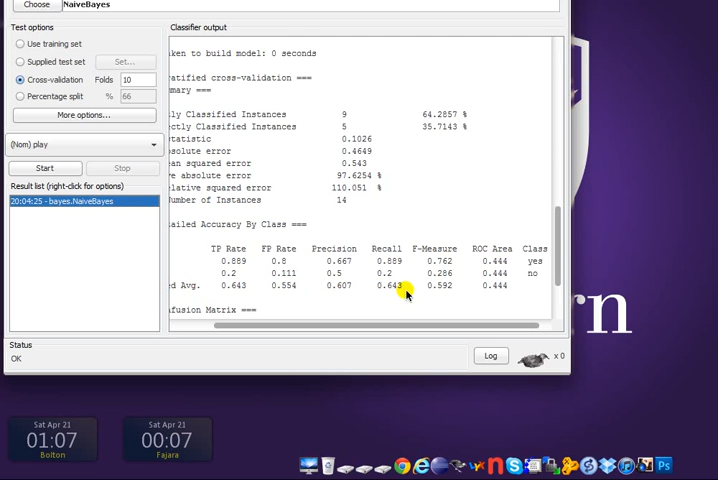 Choose NaiveBayes
Test options
Use training set
Supplied test set Set...
Cross-validation Folds 10
Percentage split % 66
More options...
(Nom) play
Start Stop
Result list (right-click for options)
20:04:25 - bayes.NaiveBayes
Classifier output
aken to build model: 0 seconds
ratified cross-validation ===
mmary ===
ly Classified Instances 9 64.2857 %
ectly Classified Instances 5 35.7143 %
tatistic 0.1026
bsolute error 0.4649
ean squared error 0.543
ve absolute error 97.6254 %
elative squared error 110.051 %
Number of Instances 14
ailed Accuracy By Class ===
TP Rate FP Rate Precision Recall F-Measure ROC Area Class
0.889 0.8 0.667 0.889 0.762 0.444 yes
0.2 0.111 0.5 0.2 0.286 0.444 no
ed Avg. 0.643 0.554 0.607 0.643 0.592 0.444
nfusion Matrix ===
Status
OK
Log
x 0
rn
Sat Apr 21
01:07
Bolton
Sat Apr 21
00:07
Fajara